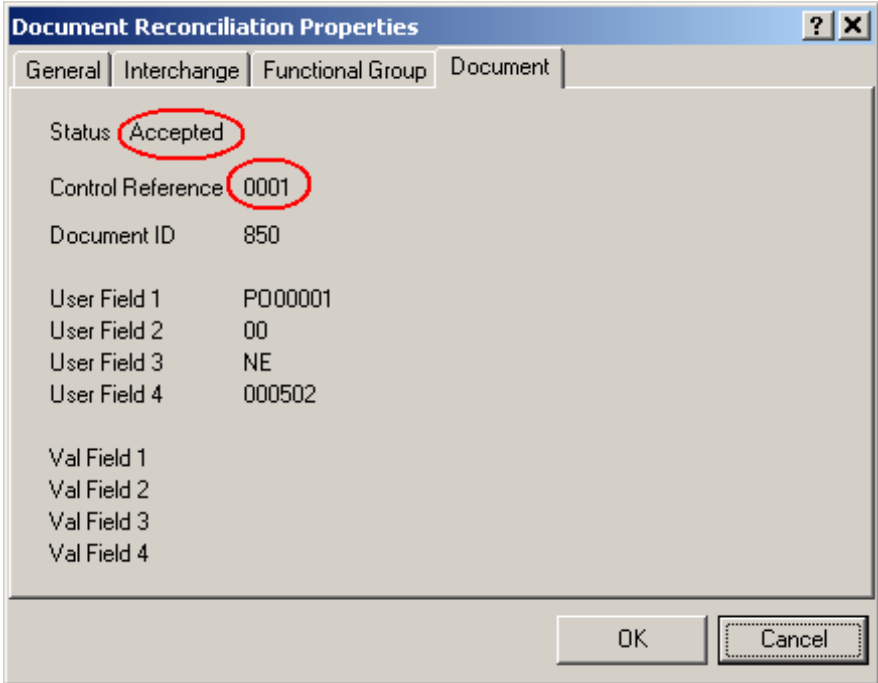 Document Reconciliation Properties ?
General Interchange Functional Group Document
Status Accepted
Control Reference 0001
Document ID 850
User Field 1 PO00001
User Field 2 00
User Field 3 NE
User Field 4 000502
Val Field 1
Val Field 2
Val Field 3
Val Field 4
OK Cancel